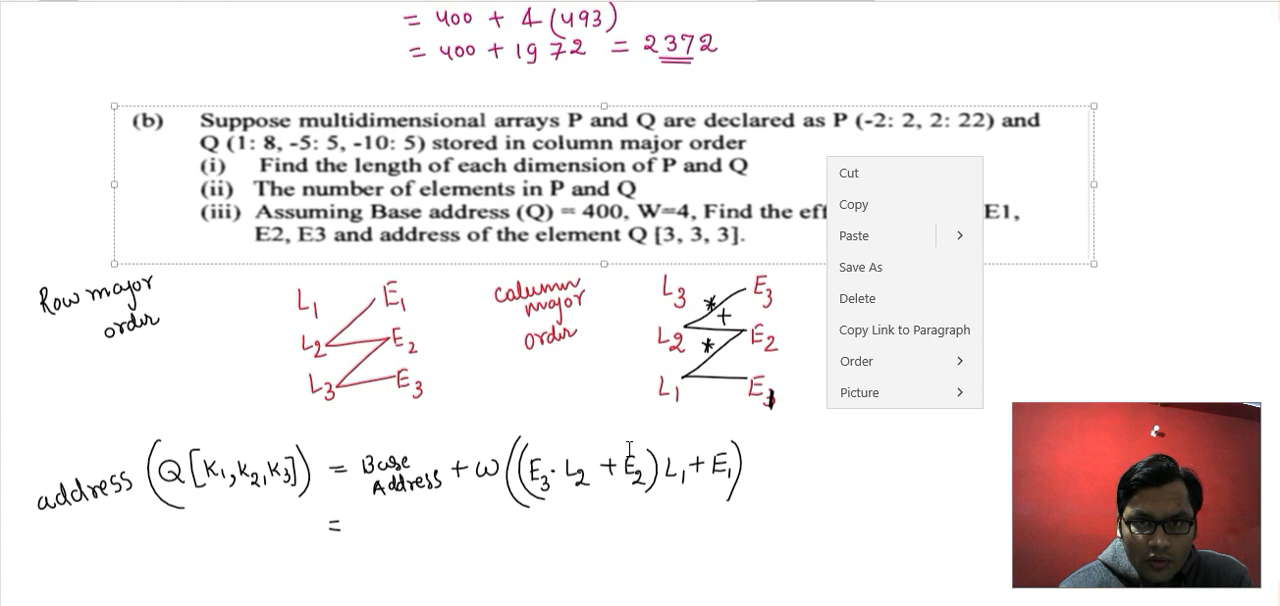 = 400 + 4 (493)
= 400 + 1972 = 2372
(b) Suppose multidimensional arrays P and Q are declared as P (-2: 2, 2: 22) and
Q (1: 8, -5: 5, -10: 5) stored in column major order
(i) Find the length of each dimension of P and Q
(ii) The number of elements in P and Q
(iii) Assuming Base address (Q) = 400, W=4, Find the eff E1,
E2, E3 and address of the element Q [3, 3, 3].
Cut
Copy
Paste
Save As
Delete
Copy Link to Paragraph
Order
Picture
Row major
order
L1 E1
L2 E2
L3 E3
calumn
major
order
L3 * E3
+
L2 * E2
L1
address (Q[K1,K2,K3]) = Base Address + W((E3.L2 + E2)L1 + E1)
=